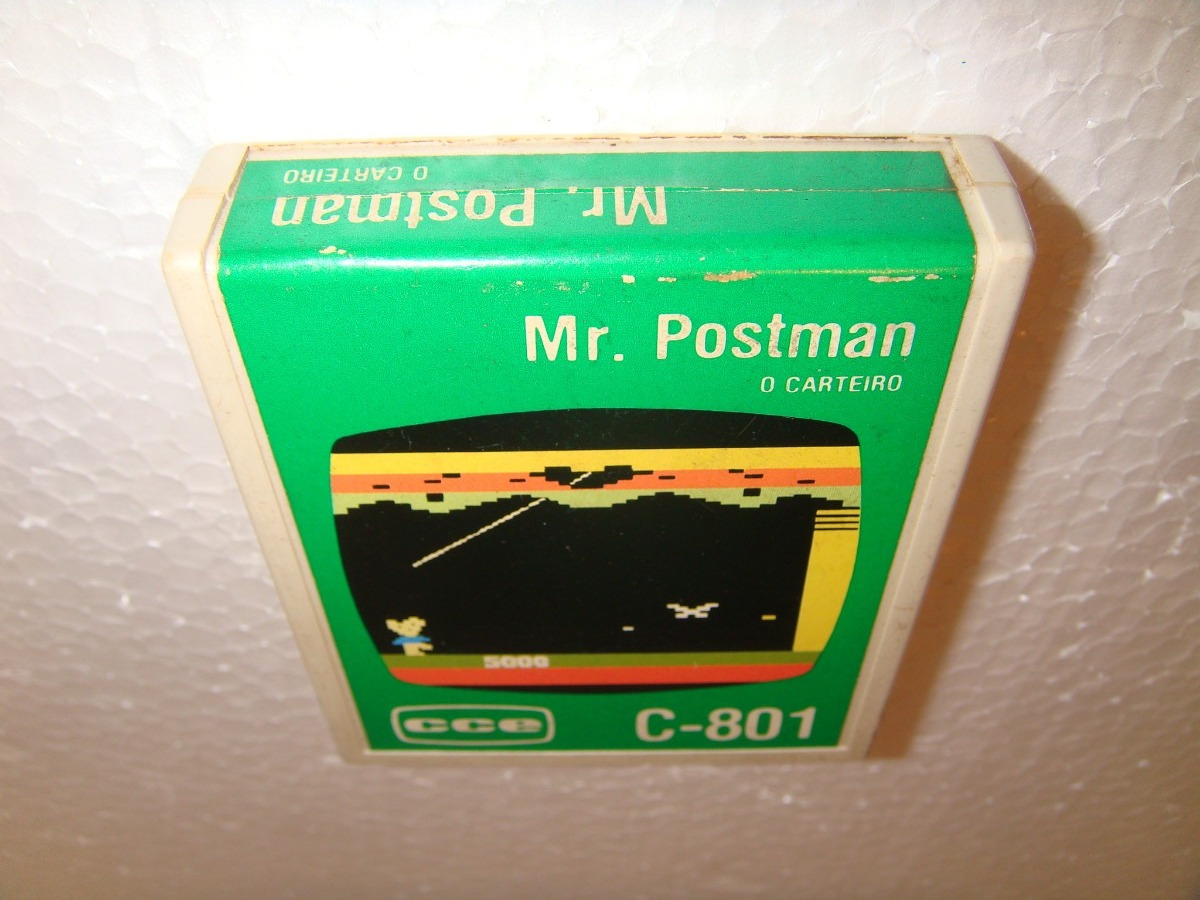 O CARTEIRO
Mr. Postman
Mr. Postman
O CARTEIRO
5000
cce
C-801